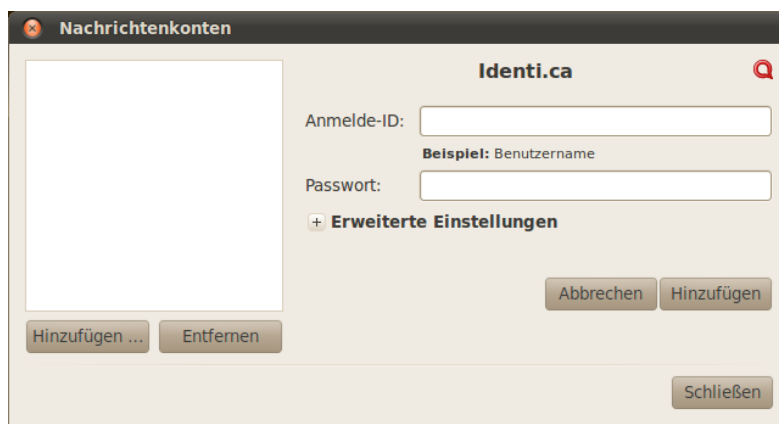 Nachrichtenkonten
Identi.ca
Anmelde-ID:
Beispiel: Benutzername
Passwort:
Erweiterte Einstellungen
Abbrechen Hinzufügen
Hinzufügen ... Entfernen
Schließen